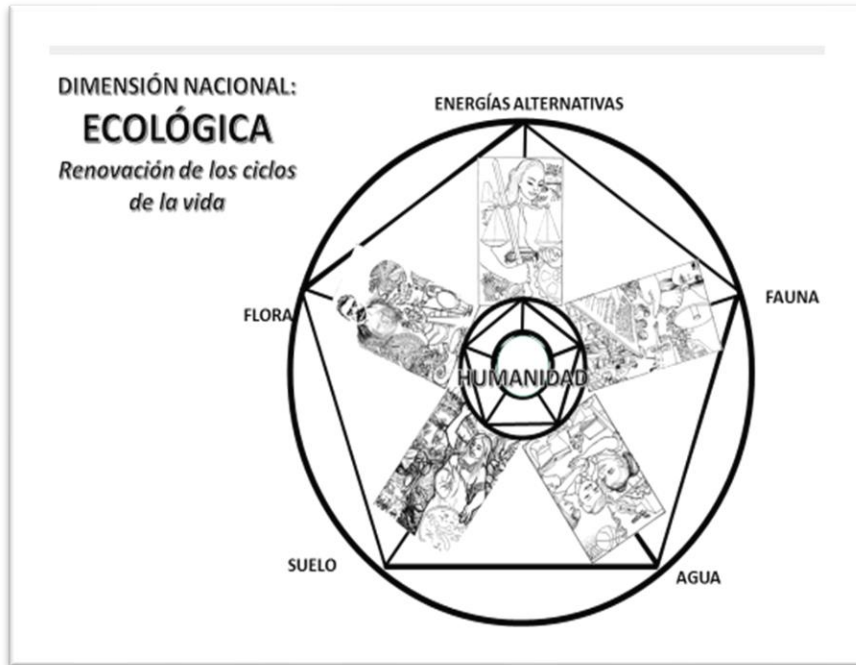 DIMENSIÓN NACIONAL:
ECOLÓGICA
Renovación de los ciclos
de la vida
ENERGÍAS ALTERNATIVAS
FLORA
FAUNA
HUMANIDAD
SUELO
AGUA